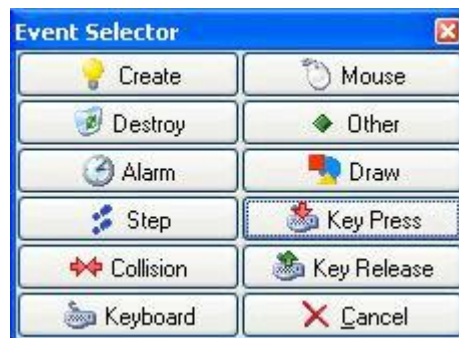 Event Selector
Create
Mouse
Destroy
Other
Alarm
Draw
Step
Key Press
Collision
Key Release
Keyboard
Cancel